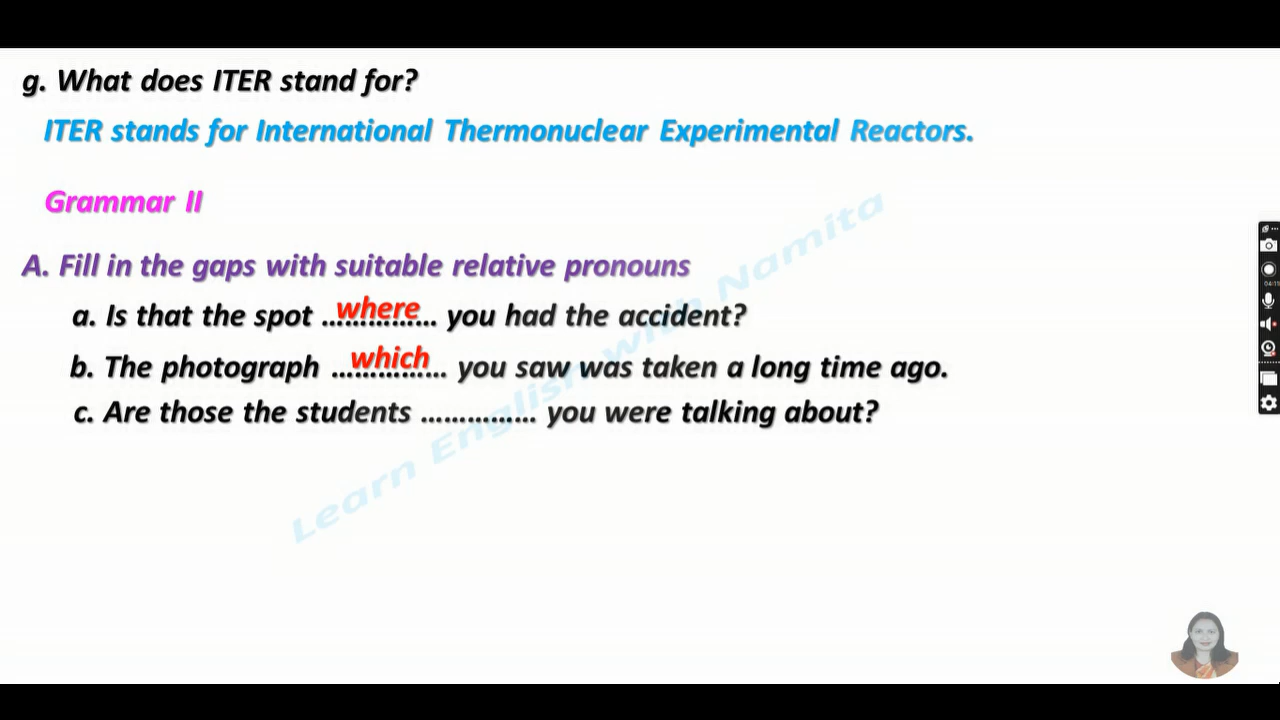 g. What does ITER stand for?
ITER stands for International Thermonuclear Experimental Reactors.
Grammar II
A. Fill in the gaps with suitable relative pronouns
a. Is that the spot ...............where you had the accident?
b. The photograph ...............which you saw was taken a long time ago.
c. Are those the students ............... you were talking about?
Learn English with Namita
04:15